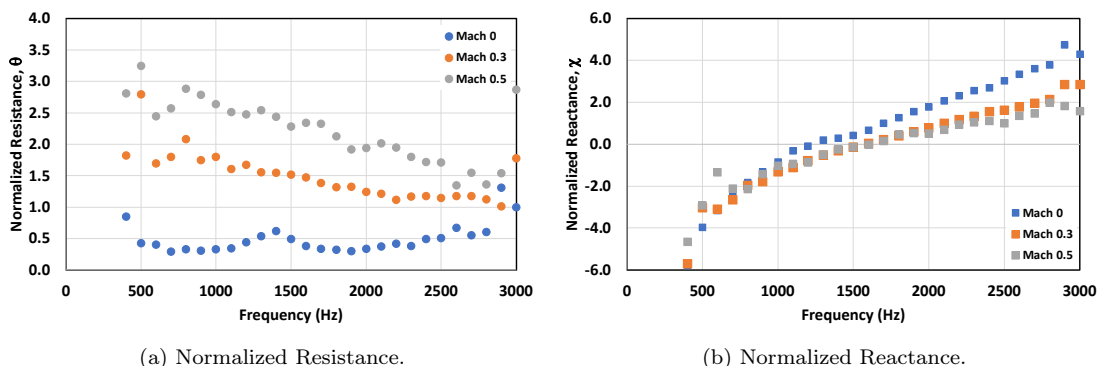 4.0
3.5
3.0
2.5
2.0
1.5
1.0
0.5
0.0
Normalized Resistance, θ
Mach 0
Mach 0.3
Mach 0.5
0 500 1000 1500 2000 2500 3000
Frequency (Hz)
(a) Normalized Resistance.
6.0
4.0
2.0
0.0
-2.0
-4.0
-6.0
Normalized Reactance, χ
Mach 0
Mach 0.3
Mach 0.5
0 500 1000 1500 2000 2500 3000
Frequency (Hz)
(b) Normalized Reactance.